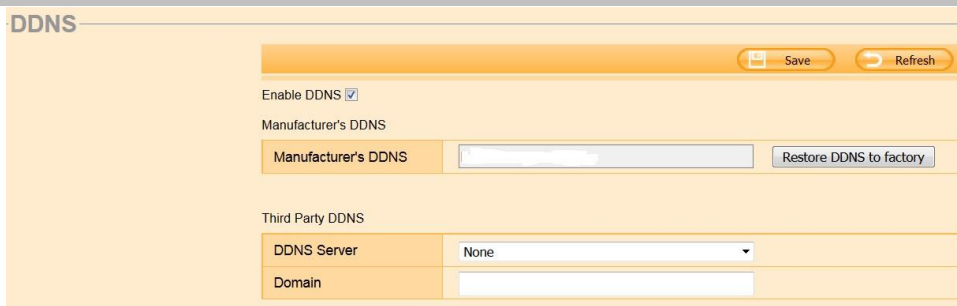 DDNS
Save Refresh
Enable DDNS
Manufacturer's DDNS
Manufacturer's DDNS Restore DDNS to factory
Third Party DDNS
DDNS Server None
Domain